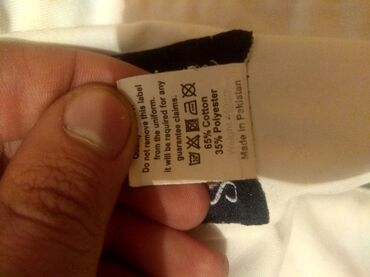 Do not remove this label
from the uniform.
it will be required for any
guarantee claims.
65% Cotton
35% Polyester
Weight
Made In Pakistan